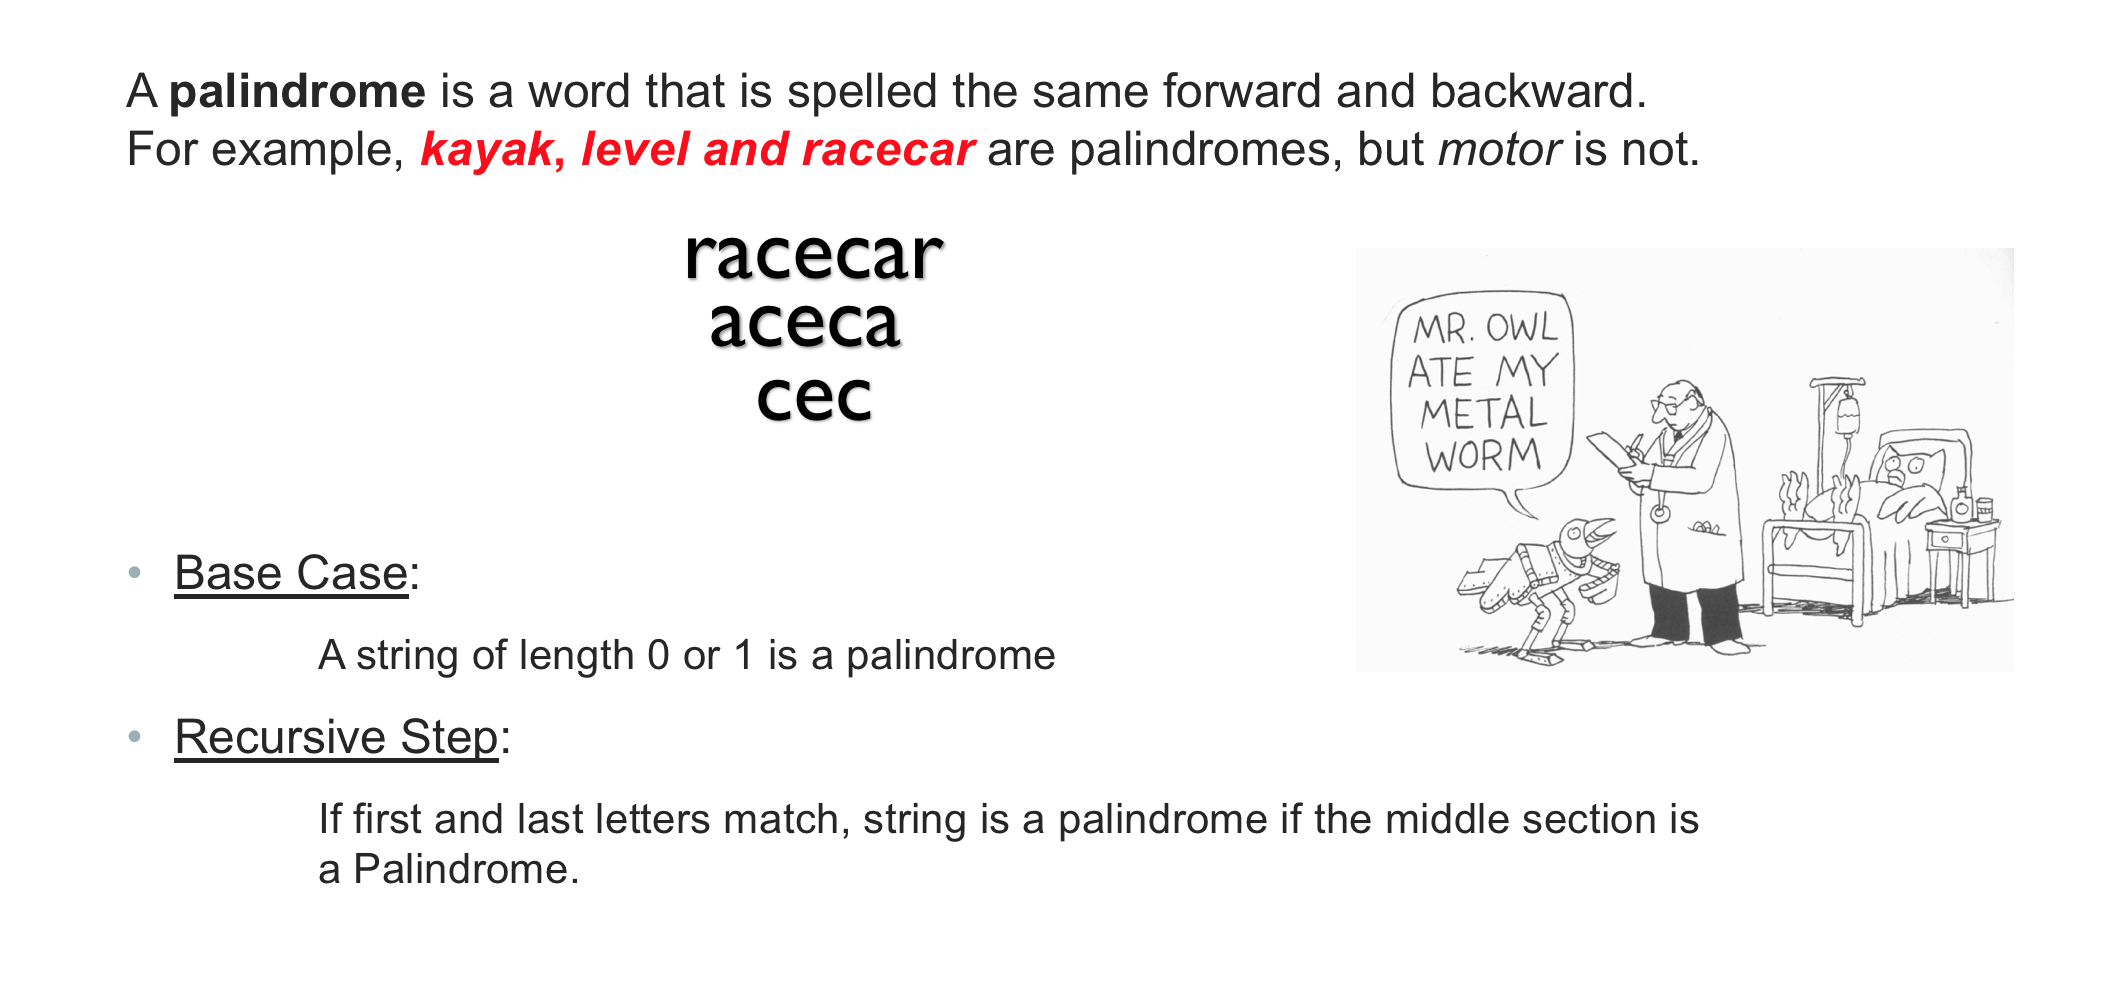 A palindrome is a word that is spelled the same forward and backward.
For example, kayak, level and racecar are palindromes, but motor is not.
racecar
aceca
cec
MR. OWL
ATE MY
METAL
WORM
• Base Case:
A string of length 0 or 1 is a palindrome
• Recursive Step:
If first and last letters match, string is a palindrome if the middle section is
a Palindrome.